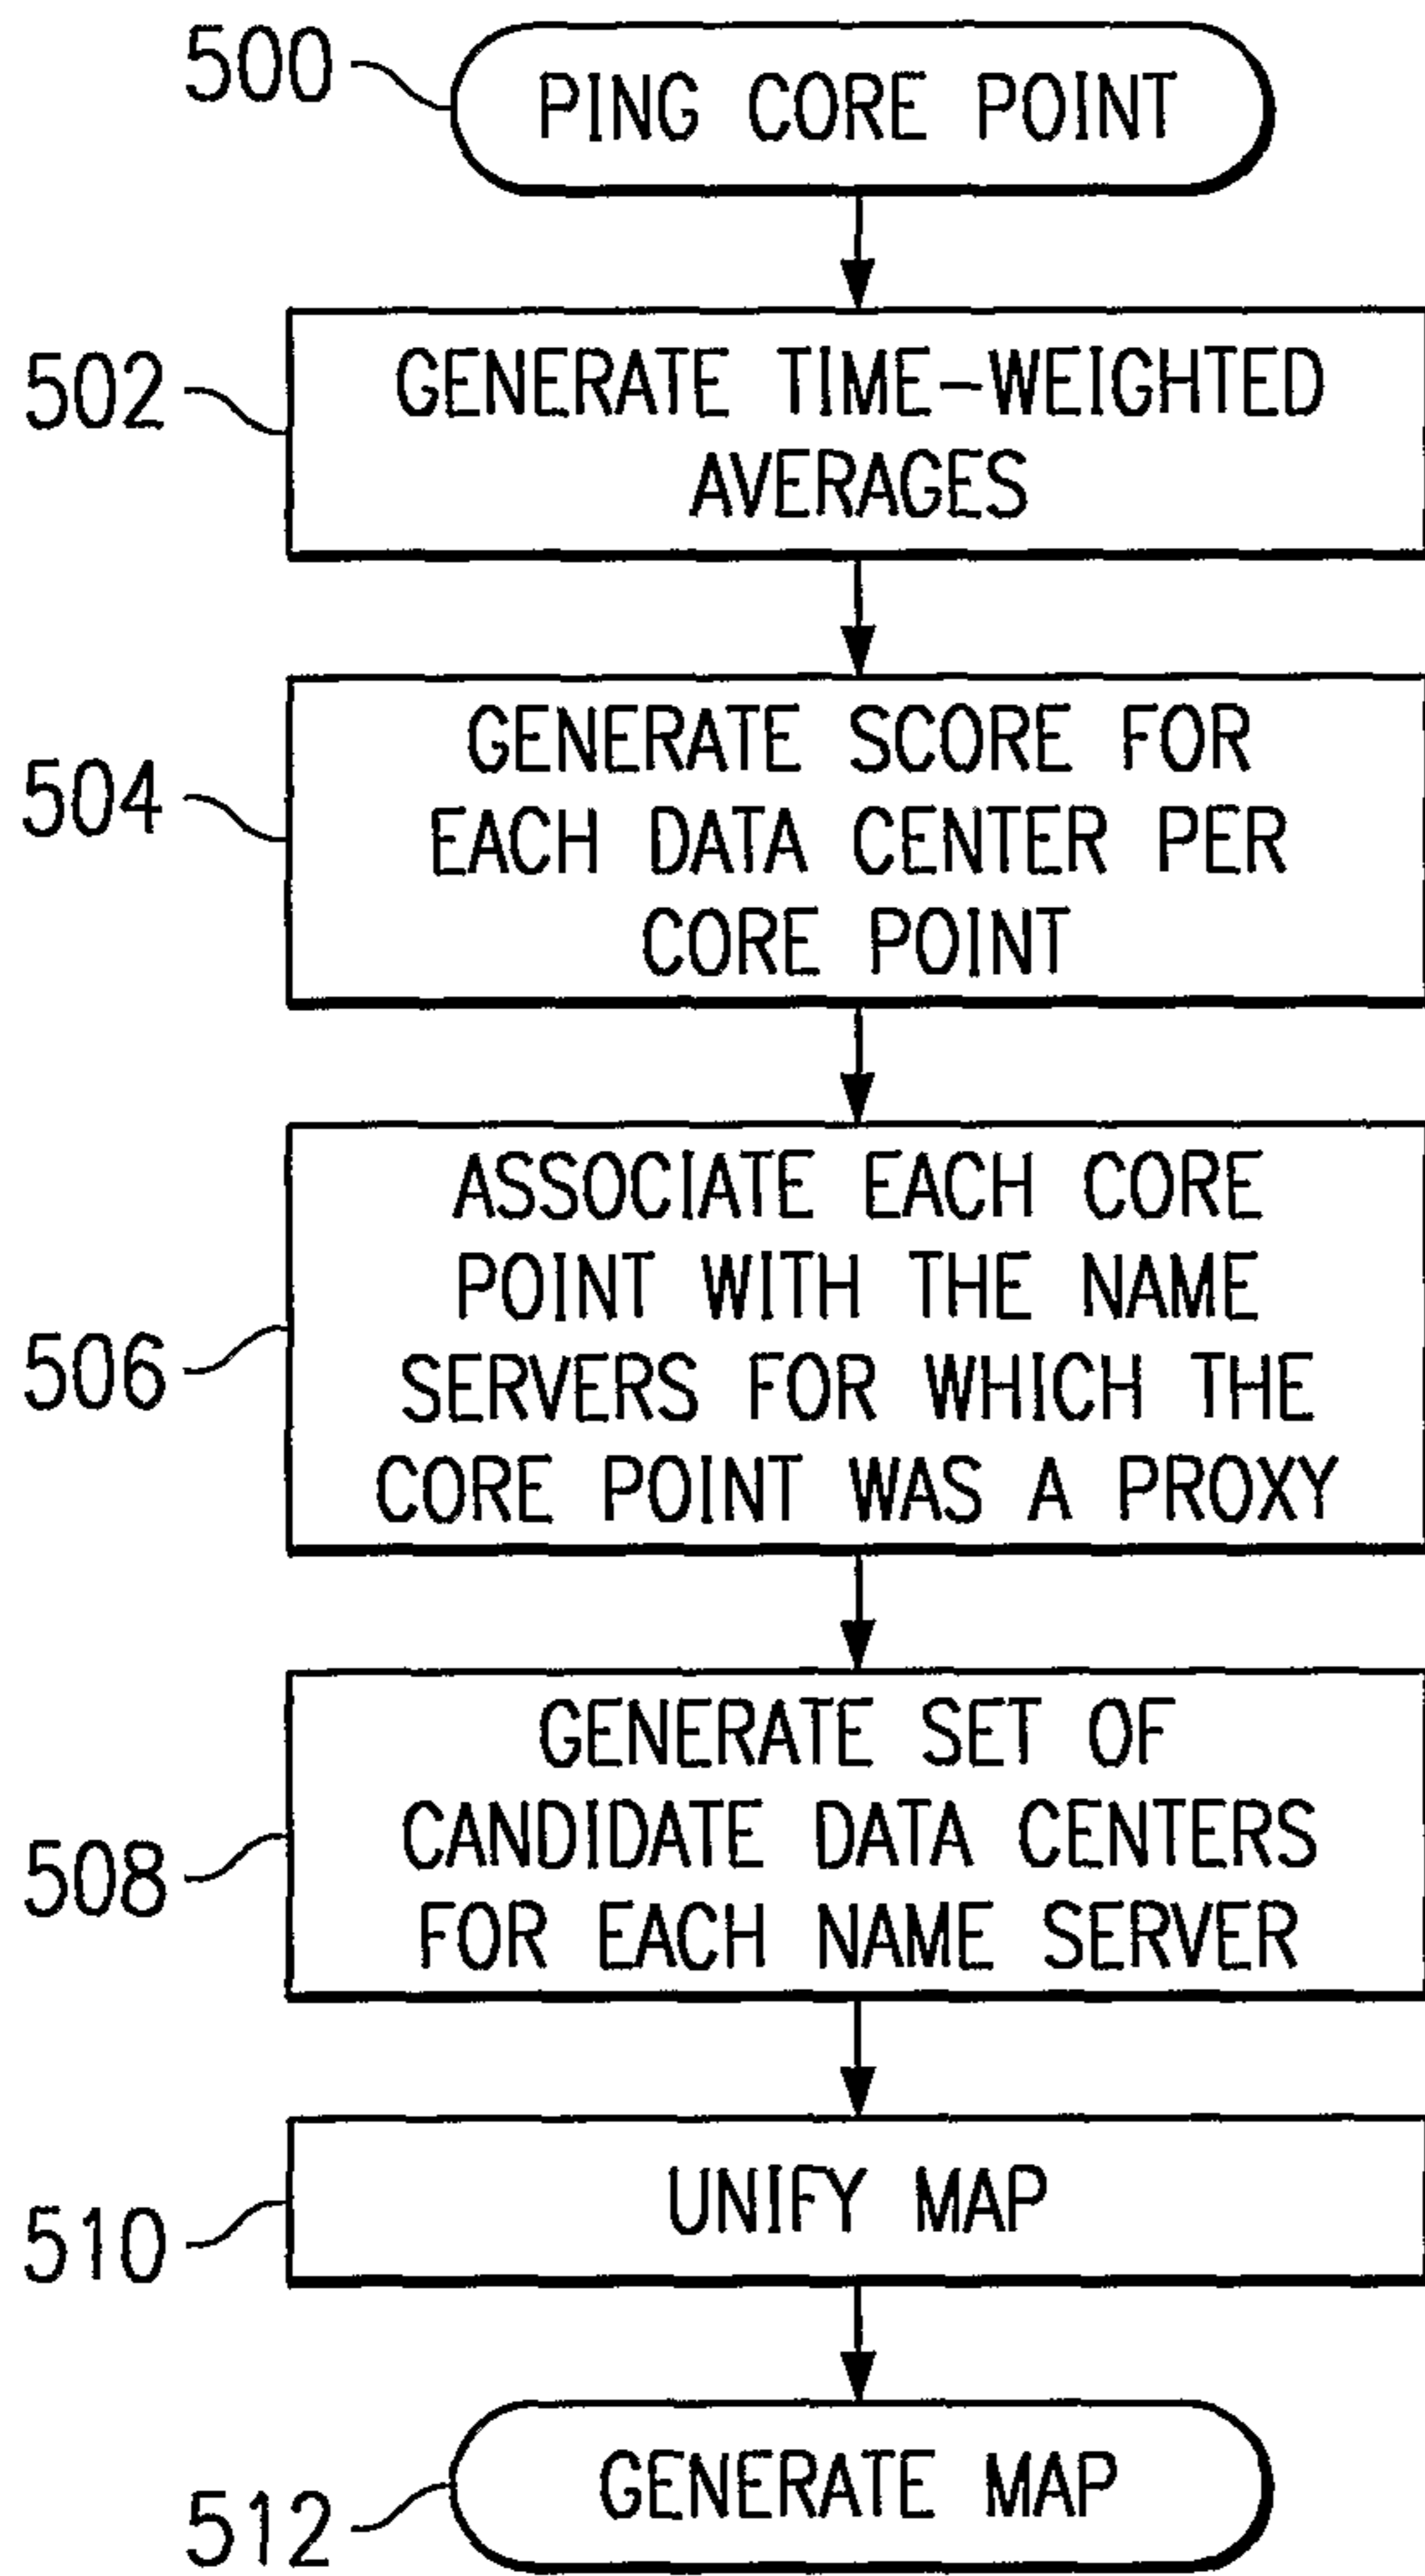 500
PING CORE POINT
502
GENERATE TIME-WEIGHTED
AVERAGES
504
GENERATE SCORE FOR
EACH DATA CENTER PER
CORE POINT
506
ASSOCIATE EACH CORE
POINT WITH THE NAME
SERVERS FOR WHICH THE
CORE POINT WAS A PROXY
508
GENERATE SET OF
CANDIDATE DATA CENTERS
FOR EACH NAME SERVER
510
UNIFY MAP
512
GENERATE MAP